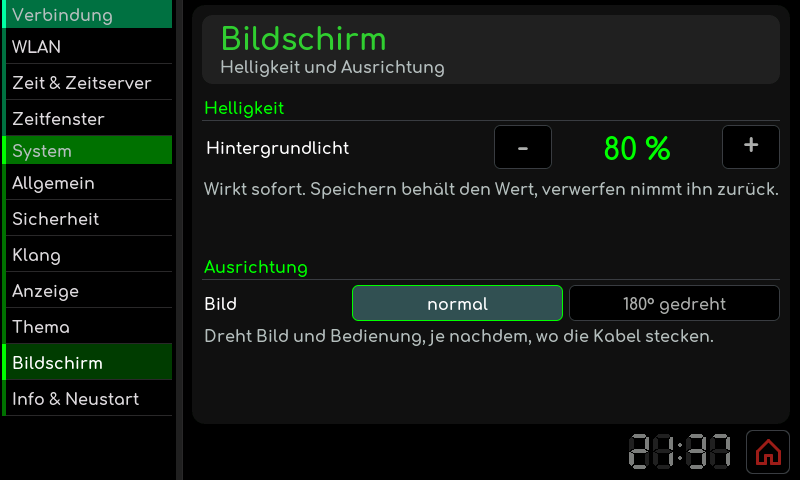 Verbindung
WLAN
Zeit & Zeitserver
Zeitfenster
System
Allgemein
Sicherheit
Klang
Anzeige
Thema
Bildschirm
Info & Neustart
Bildschirm
Helligkeit und Ausrichtung
Helligkeit
Hintergrundlicht - 80 % +
Wirkt sofort. Speichern behält den Wert, verwerfen nimmt ihn zurück.
Ausrichtung
Bild normal 180° gedreht
Dreht Bild und Bedienung, je nachdem, wo die Kabel stecken.
21:37